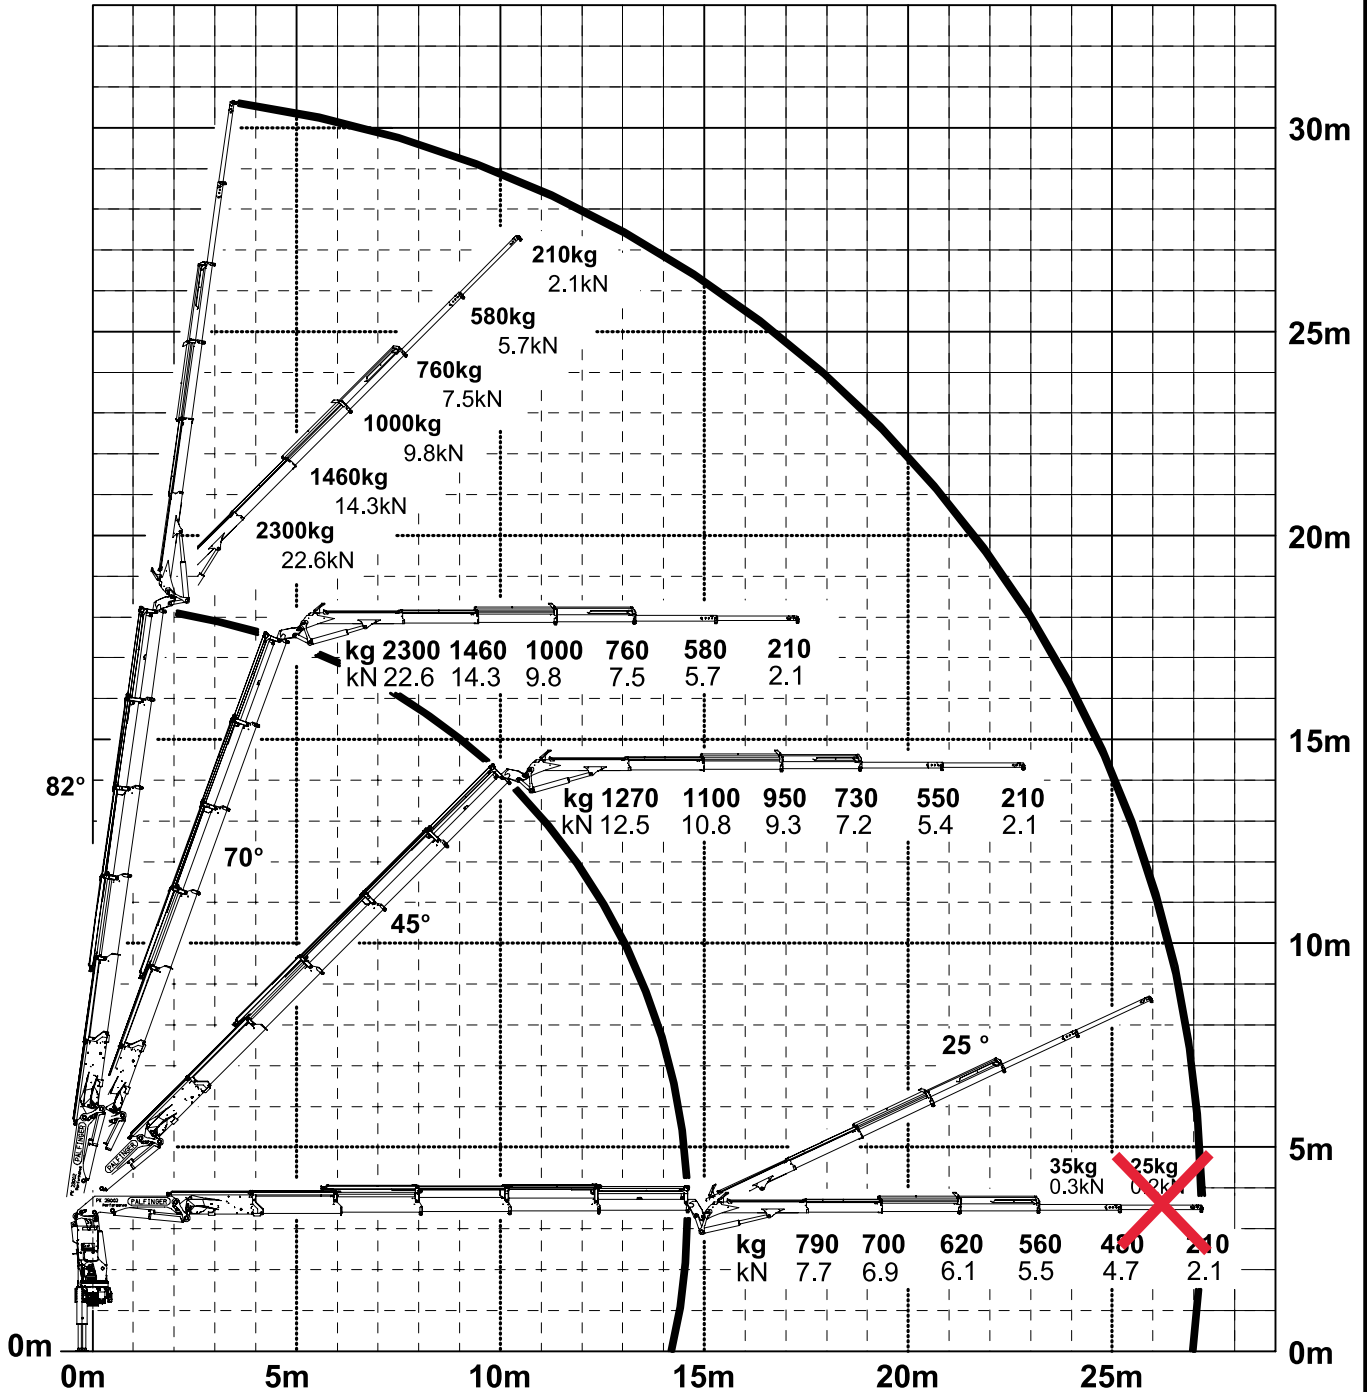 30m
210kg
2.1kN
580kg
5.7kN
25m
760kg
7.5kN
1000kg
9.8kN
1460kg
14.3kN
2300kg
22.6kN
20m
kg 2300 1460 1000 760 580 210
kN 22.6 14.3 9.8 7.5 5.7 2.1
15m
82°
kg 1270 1100 950 730 550 210
kN 12.5 10.8 9.3 7.2 5.4 2.1
70°
45°
10m
25 °
5m
PALFINGER
PALFINGER
35kg 25kg
0.3kN 0.2kN
PALFINGER
kg 790 700 620 560 480 210
kN 7.7 6.9 6.1 5.5 4.7 2.1
0m
0m
0m 5m 10m 15m 20m 25m